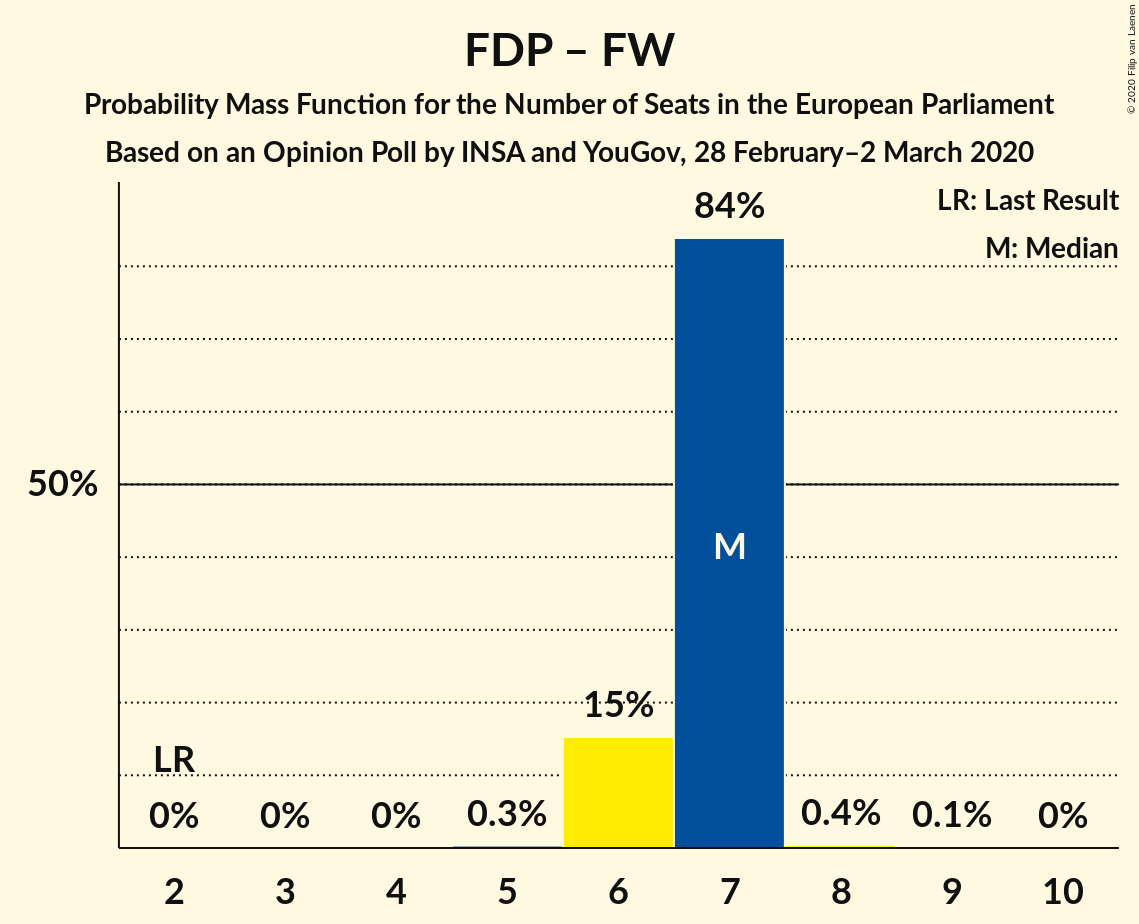 FDP – FW
Probability Mass Function for the Number of Seats in the European Parliament
Based on an Opinion Poll by INSA and YouGov, 28 February–2 March 2020
© 2020 Filip van Laenen
LR: Last Result
M: Median
84%
50%
M
15%
LR
0% 0% 0% 0.3% 0.4% 0.1% 0%
2 3 4 5 6 7 8 9 10